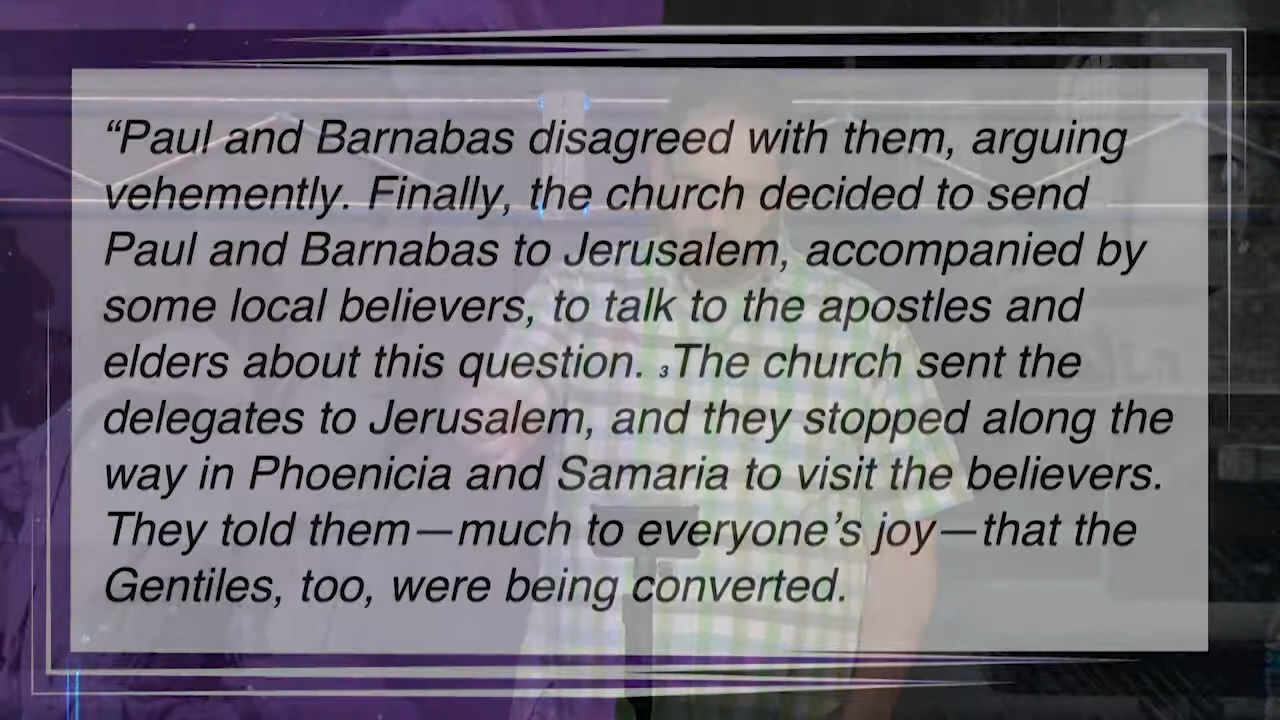 “Paul and Barnabas disagreed with them, arguing
vehemently. Finally, the church decided to send
Paul and Barnabas to Jerusalem, accompanied by
some local believers, to talk to the apostles and
elders about this question. 3The church sent the
delegates to Jerusalem, and they stopped along the
way in Phoenicia and Samaria to visit the believers.
They told them—much to everyone’s joy—that the
Gentiles, too, were being converted.